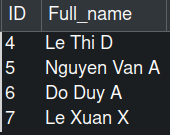 ID Full_name
4 Le Thi D
5 Nguyen Van A
6 Do Duy A
7 Le Xuan X